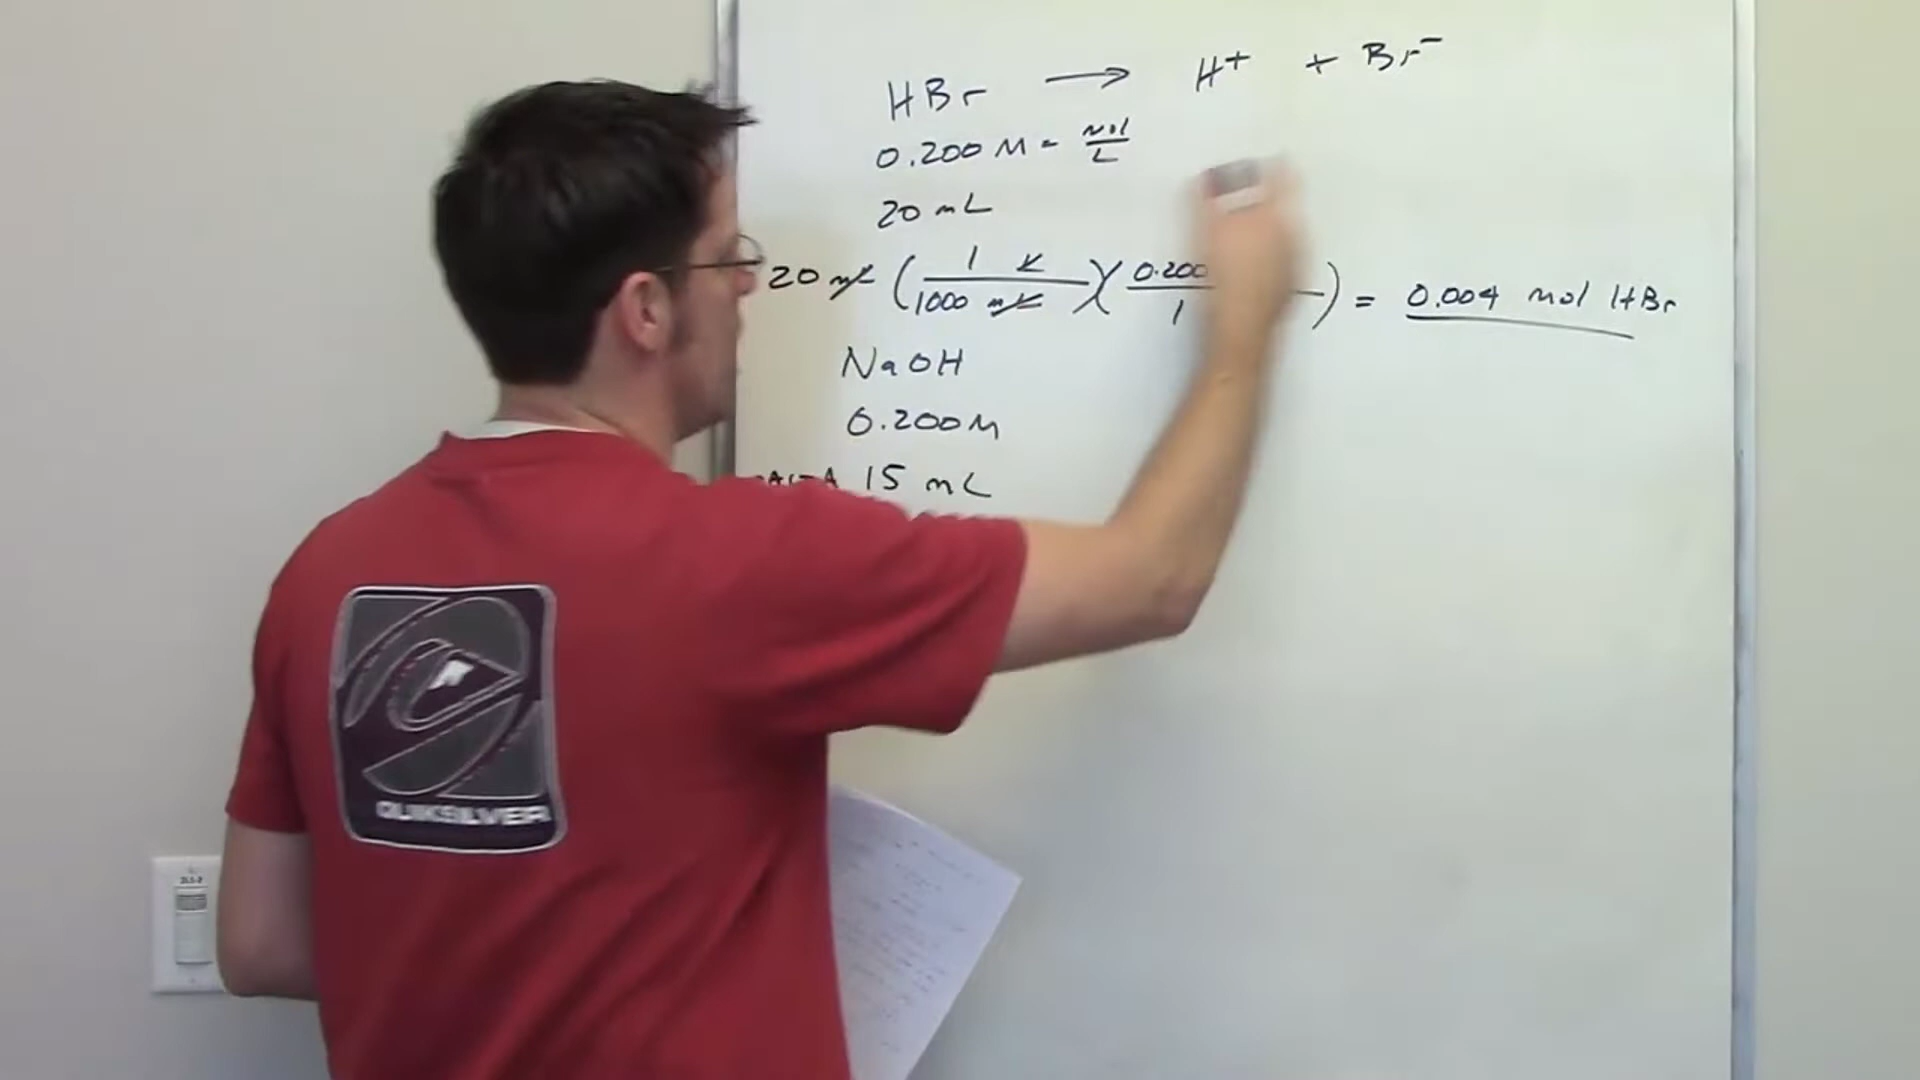 HBr → H⁺ + Br⁻
0.200 M = mol/L
20 mL
20 mL (1 L / 1000 mL)(0.200 / 1) = 0.004 mol HBr
NaOH
0.200 M
15 mL
QUIKSILVER